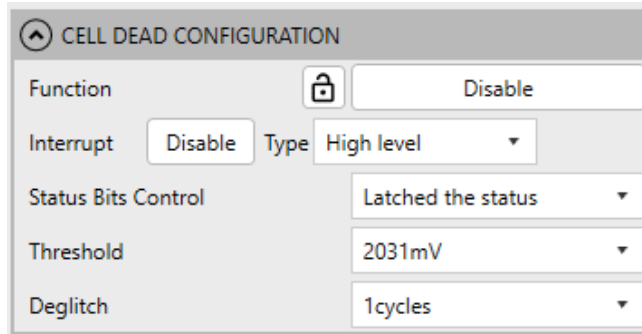 CELL DEAD CONFIGURATION
Function Disable
Interrupt Disable Type High level
Status Bits Control Latched the status
Threshold 2031mV
Deglitch 1cycles